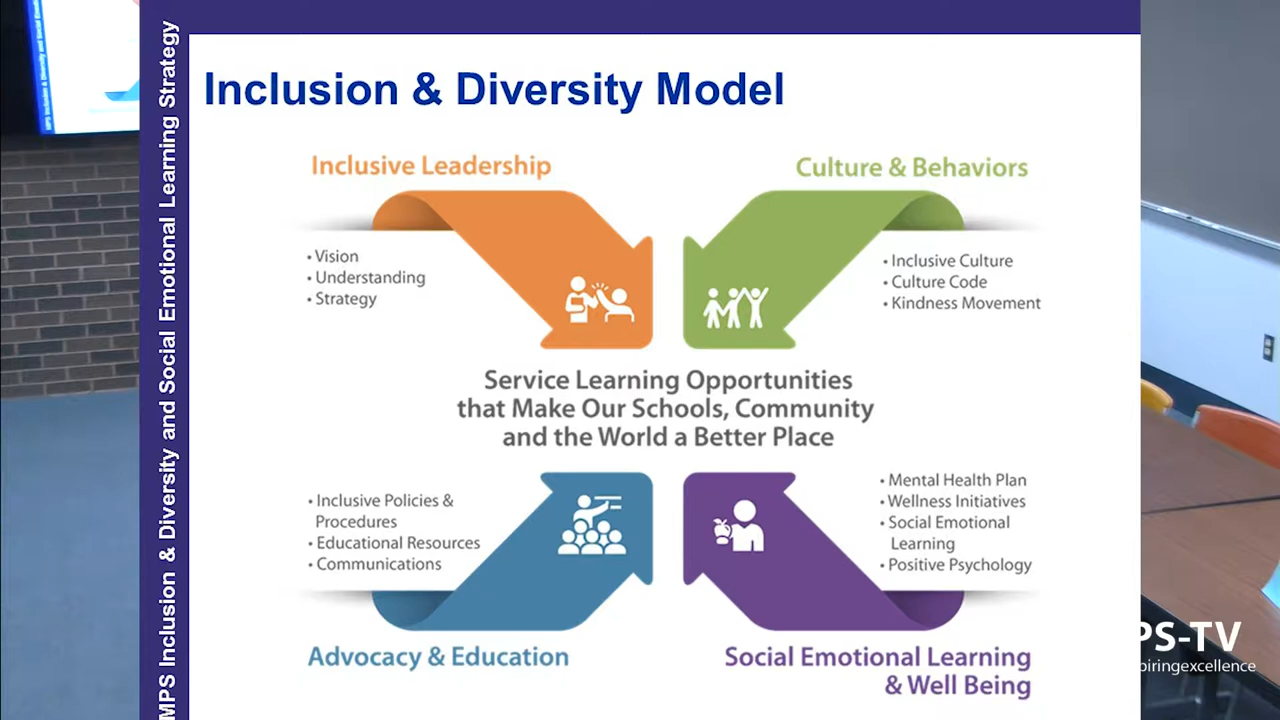 MPS Inclusion & Diversity and Social Emotional Learning Strategy
Inclusion & Diversity Model
Inclusive Leadership
• Vision
• Understanding
• Strategy
Culture & Behaviors
• Inclusive Culture
• Culture Code
• Kindness Movement
Service Learning Opportunities
that Make Our Schools, Community
and the World a Better Place
• Inclusive Policies &
Procedures
• Educational Resources
• Communications
Advocacy & Education
• Mental Health Plan
• Wellness Initiatives
• Social Emotional
Learning
• Positive Psychology
Social Emotional Learning
& Well Being
PS-TV
piringexcellence